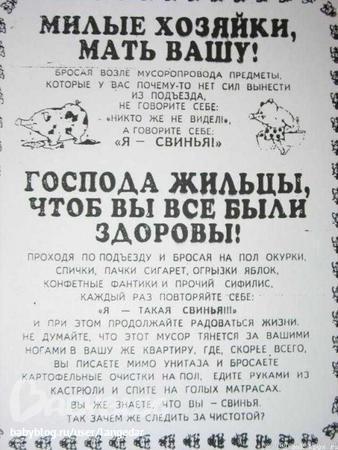 МИЛЫЕ ХОЗЯЙКИ,
МАТЬ ВАШУ!
БРОСАЯ ВОЗЛЕ МУСОРОПРОВОДА ПРЕДМЕТЫ,
КОТОРЫЕ У ВАС ПОЧЕМУ-ТО НЕТ СИЛ ВЫНЕСТИ
ИЗ ПОДЪЕЗДА,
НЕ ГОВОРИТЕ СЕБЕ:
«НИКТО ЖЕ НЕ ВИДЕЛ!»,
А ГОВОРИТЕ СЕБЕ:
«Я – СВИНЬЯ!»
ГОСПОДА ЖИЛЬЦЫ,
ЧТОБ ВЫ ВСЕ БЫЛИ
ЗДОРОВЫ!
ПРОХОДЯ ПО ПОДЪЕЗДУ И БРОСАЯ НА ПОЛ ОКУРКИ,
СПИЧКИ, ПАЧКИ СИГАРЕТ, ОГРЫЗКИ ЯБЛОК,
КОНФЕТНЫЕ ФАНТИКИ И ПРОЧИЙ СИФИЛИС,
КАЖДЫЙ РАЗ ПОВТОРЯЙТЕ СЕБЕ:
«Я – ТАКАЯ СВИНЬЯ!!!»
И ПРИ ЭТОМ ПРОДОЛЖАЙТЕ РАДОВАТЬСЯ ЖИЗНИ.
НЕ ДУМАЙТЕ, ЧТО ЭТОТ МУСОР ТЯНЕТСЯ ЗА ВАШИМИ
НОГАМИ В ВАШУ ЖЕ КВАРТИРУ, ГДЕ, СКОРЕЕ ВСЕГО,
ВЫ ПИСАЕТЕ МИМО УНИТАЗА И БРОСАЕТЕ
КАРТОФЕЛЬНЫЕ ОЧИСТКИ НА ПОЛ, ЕДИТЕ РУКАМИ ИЗ
КАСТРЮЛИ И СПИТЕ НА ГОЛЫХ МАТРАСАХ.
ВЫ ЖЕ ЗНАЕТЕ, ЧТО ВЫ – СВИНЬЯ.
ТАК ЗАЧЕМ ЖЕ СЛЕДИТЬ ЗА ЧИСТОТОЙ?
babyblog.ru/user/langedar